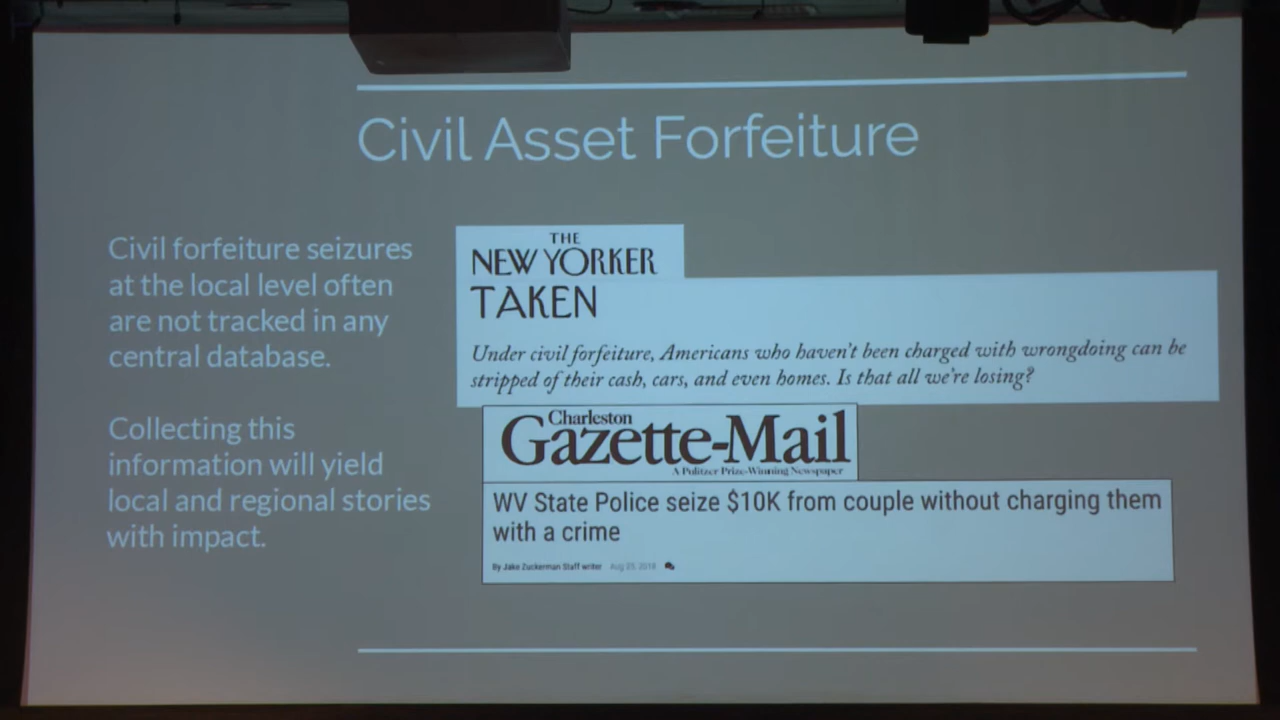 Civil Asset Forfeiture
Civil forfeiture seizures
at the local level often
are not tracked in any
central database.
Collecting this
information will yield
local and regional stories
with impact.
THE
NEW YORKER
TAKEN
Under civil forfeiture, Americans who haven't been charged with wrongdoing can be
stripped of their cash, cars, and even homes. Is that all we're losing?
Charleston
Gazette-Mail
A Pulitzer Prize-Winning Newspaper
WV State Police seize $10K from couple without charging them
with a crime
By Jake Zuckerman Staff writer Aug 25, 2018